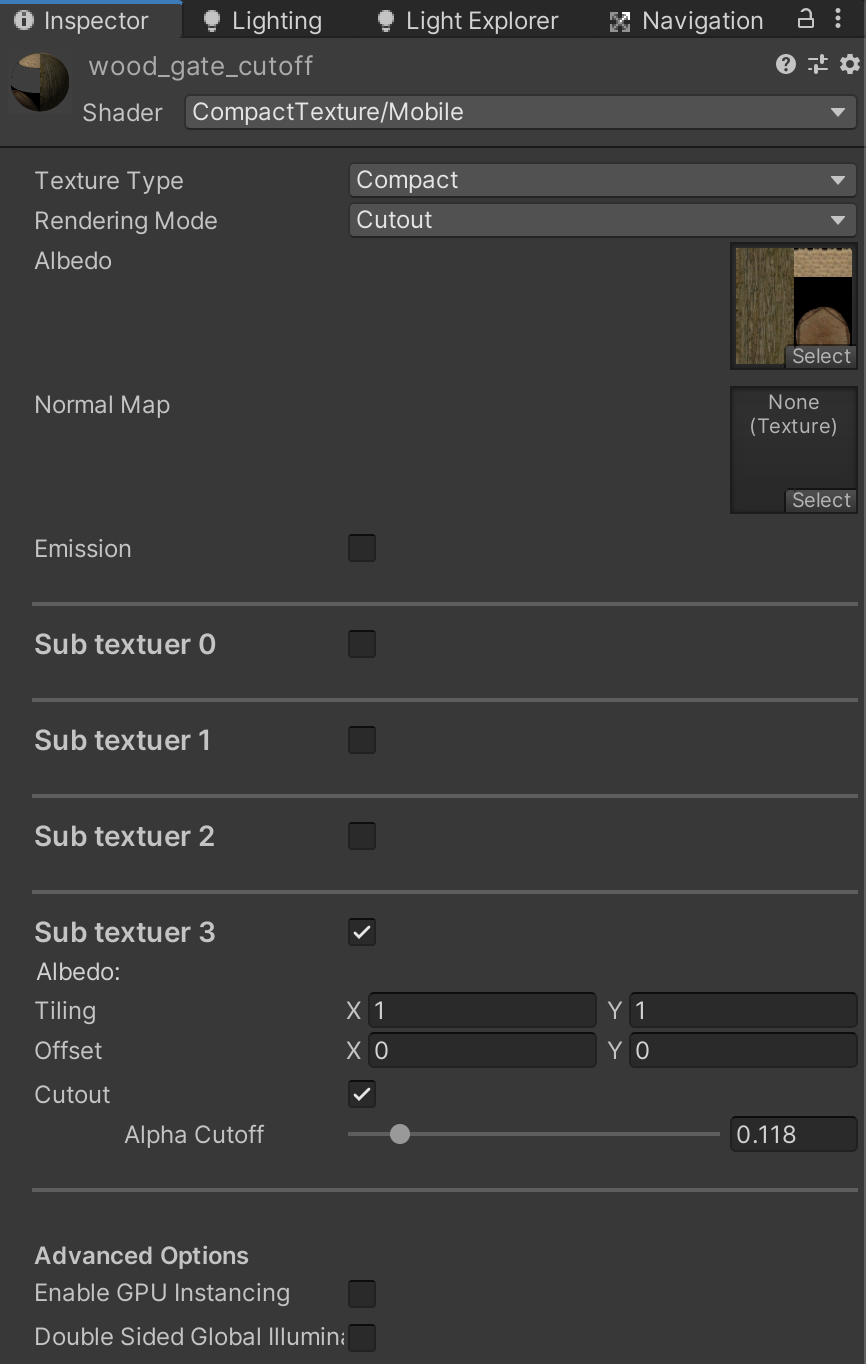 Inspector Lighting Light Explorer Navigation
wood_gate_cutoff
Shader CompactTexture/Mobile
Texture Type Compact
Rendering Mode Cutout
Albedo
Select
Normal Map
None
(Texture)
Select
Emission
Sub textuer 0
Sub textuer 1
Sub textuer 2
Sub textuer 3
Albedo:
Tiling X 1 Y 1
Offset X 0 Y 0
Cutout
Alpha Cutoff 0.118
Advanced Options
Enable GPU Instancing
Double Sided Global Illumina